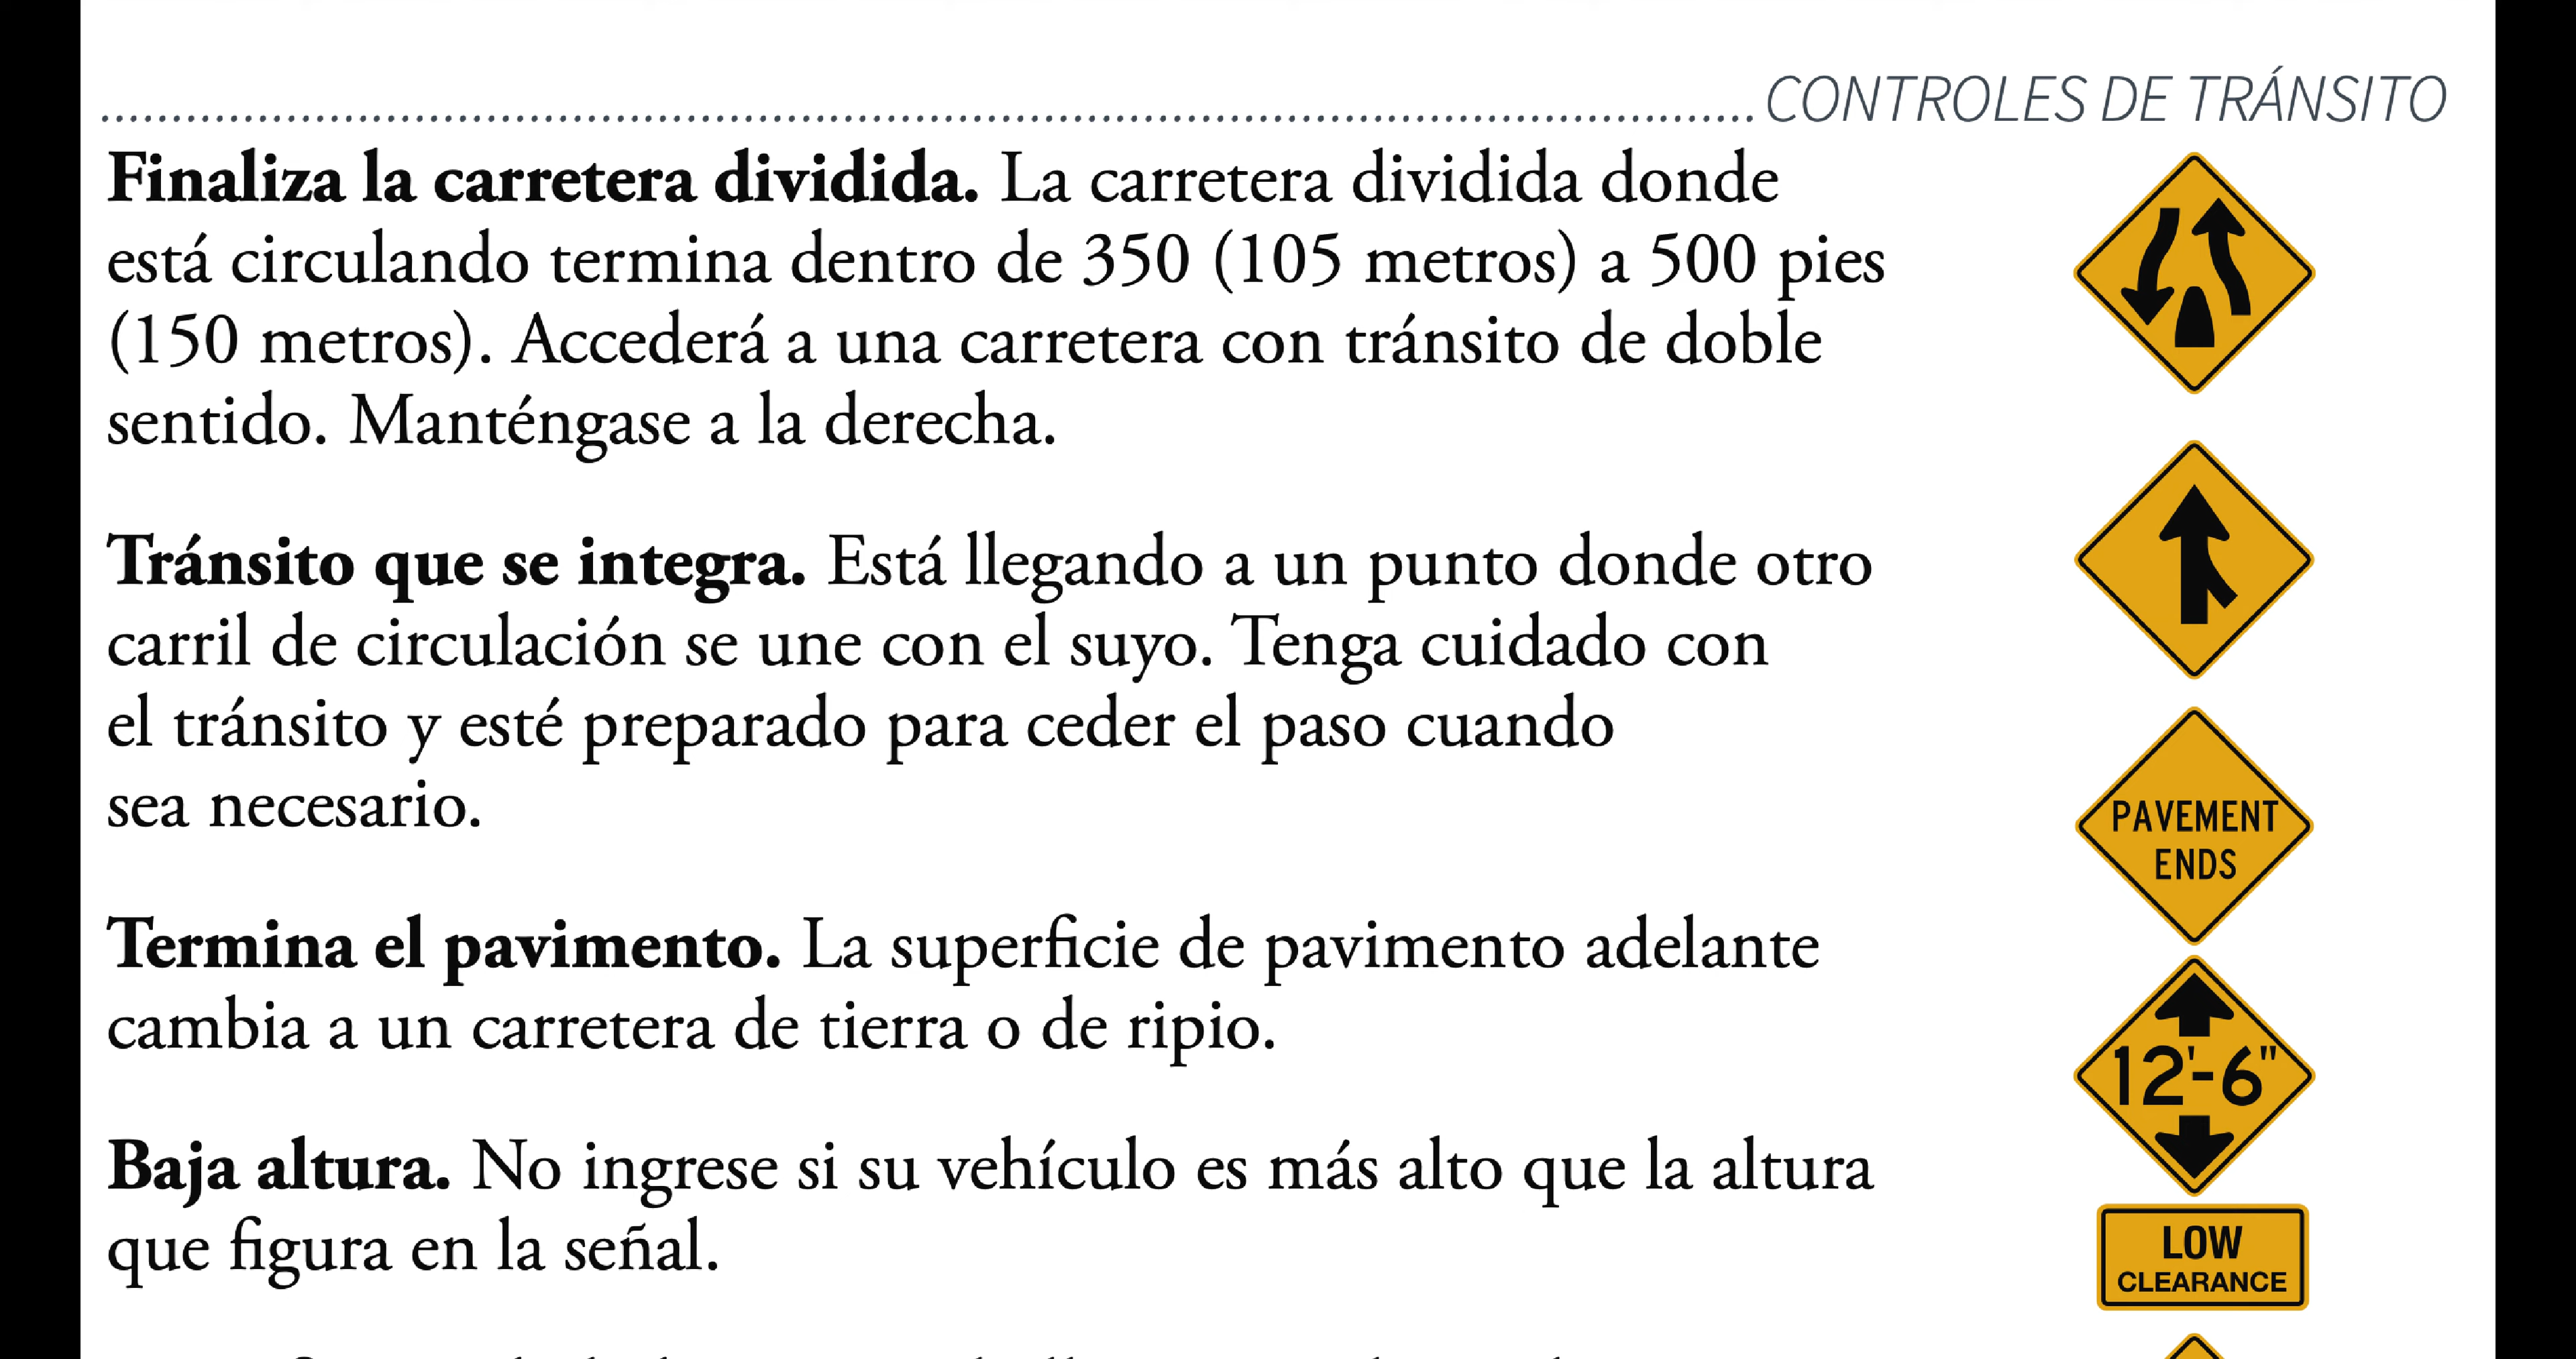 CONTROLES DE TRÁNSITO
Finaliza la carretera dividida. La carretera dividida donde
está circulando termina dentro de 350 (105 metros) a 500 pies
(150 metros). Accederá a una carretera con tránsito de doble
sentido. Manténgase a la derecha.
Tránsito que se integra. Está llegando a un punto donde otro
carril de circulación se une con el suyo. Tenga cuidado con
el tránsito y esté preparado para ceder el paso cuando
sea necesario.
PAVEMENT
ENDS
Termina el pavimento. La superficie de pavimento adelante
cambia a un carretera de tierra o de ripio.
12'-6"
Baja altura. No ingrese si su vehículo es más alto que la altura
que figura en la señal.
LOW
CLEARANCE